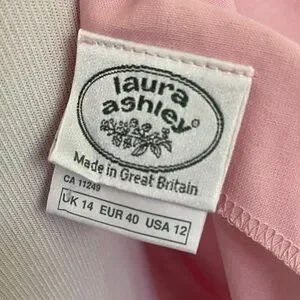 laura
ashley®
Made in Great Britain
CA 11249
UK 14 EUR 40 USA 12